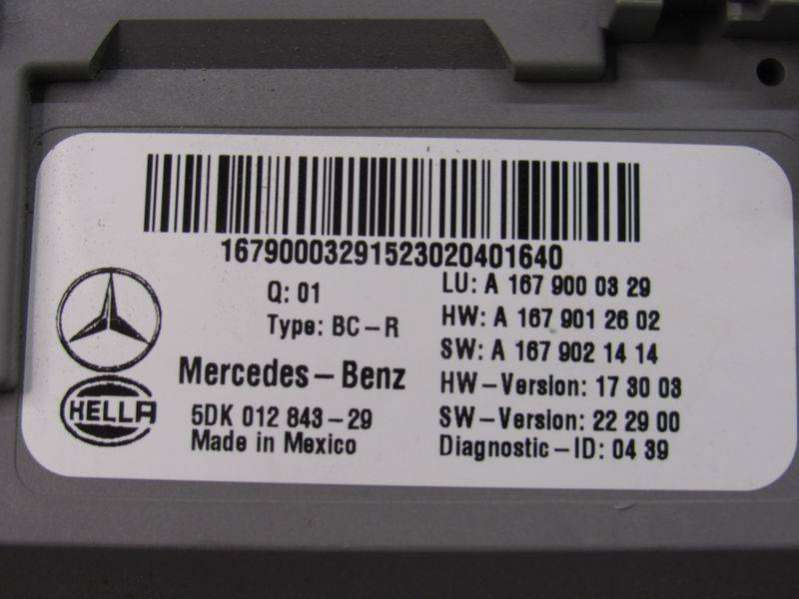 16790003291523020401640
Q: 01
Type: BC-R
Mercedes-Benz
HELLA
5DK 012 843-29
Made in Mexico
LU: A 167 900 03 29
HW: A 167 901 26 02
SW: A 167 902 14 14
HW-Version: 17 30 03
SW-Version: 22 29 00
Diagnostic-ID: 04 39